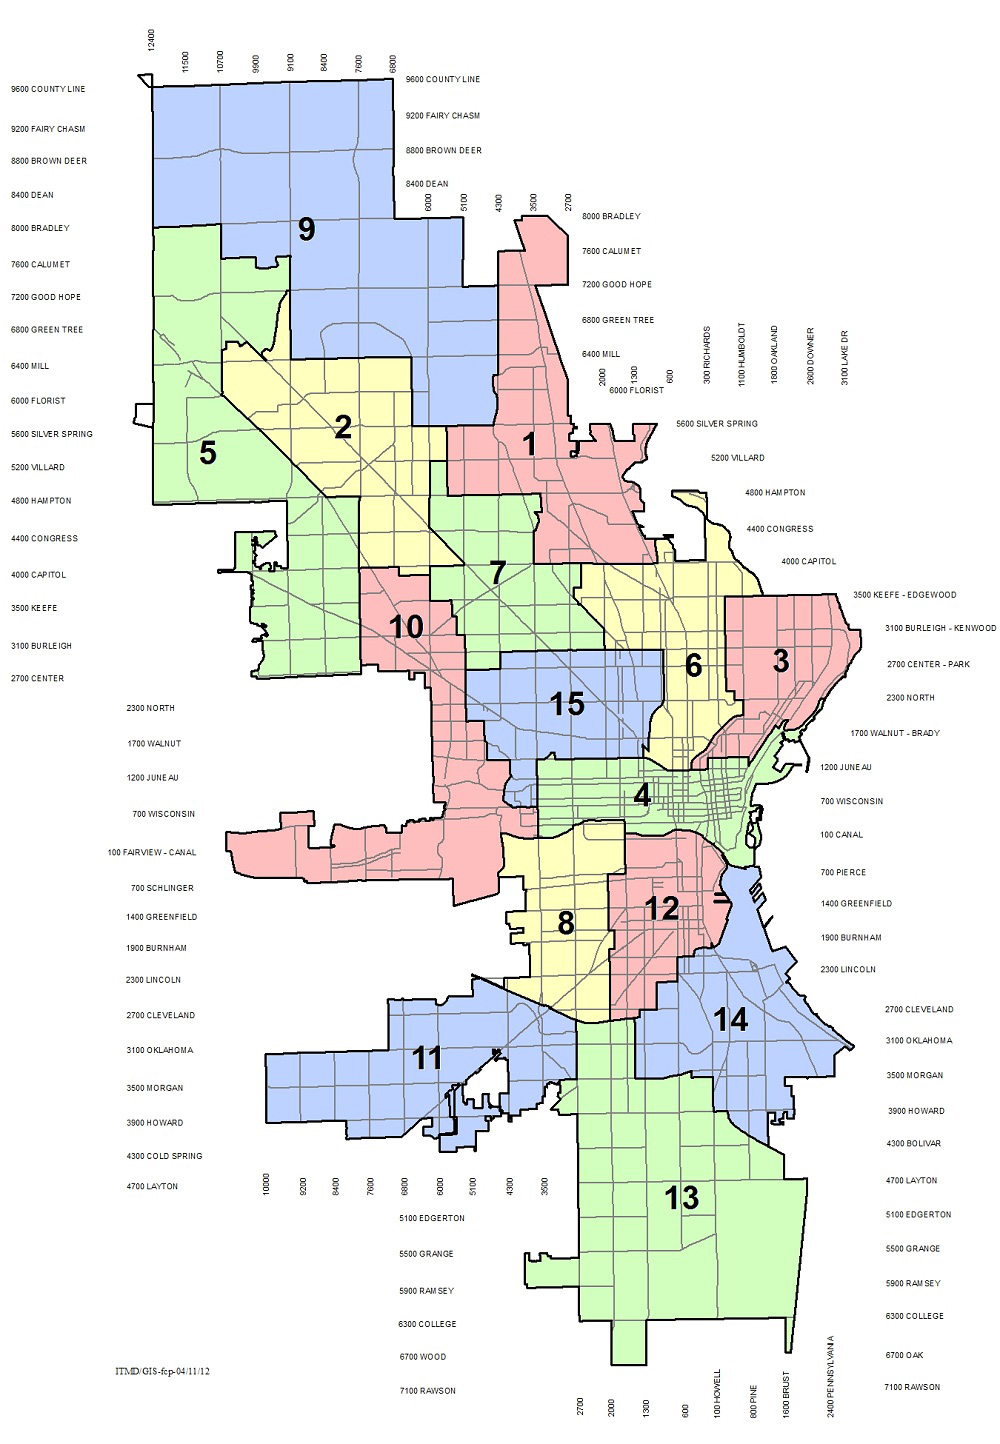 12400
11500
10700
9900
9100
8400
7600
6800
9600 COUNTY LINE
9200 FAIRY CHASM
8800 BROWN DEER
8400 DEAN
8000 BRADLEY
7600 CALUMET
7200 GOOD HOPE
6800 GREEN TREE
6400 MILL
6000 FLORIST
5600 SILVER SPRING
5200 VILLARD
4800 HAMPTON
4400 CONGRESS
4000 CAPITOL
3500 KEEFE
3100 BURLEIGH
2700 CENTER
2300 NORTH
1700 WALNUT
1200 JUNEAU
700 WISCONSIN
100 FAIRVIEW - CANAL
700 SCHLINGER
1400 GREENFIELD
1900 BURNHAM
2300 LINCOLN
2700 CLEVELAND
3100 OKLAHOMA
3500 MORGAN
3900 HOWARD
4300 COLD SPRING
4700 LAYTON
9600 COUNTY LINE
9200 FAIRY CHASM
8800 BROWN DEER
8400 DEAN
6000
5100
4300
3500
2700
8000 BRADLEY
7600 CALUMET
7200 GOOD HOPE
6800 GREEN TREE
6400 MILL
2000
1300
600
6000 FLORIST
300 RICHARDS
1100 HUMBOLDT
1800 OAKLAND
2600 DOWNER
3100 LAKE DR
5600 SILVER SPRING
5200 VILLARD
4800 HAMPTON
4400 CONGRESS
4000 CAPITOL
3500 KEEFE - EDGEWOOD
3100 BURLEIGH - KENWOOD
2700 CENTER - PARK
2300 NORTH
1700 WALNUT - BRADY
1200 JUNEAU
700 WISCONSIN
100 CANAL
700 PIERCE
1400 GREENFIELD
1900 BURNHAM
2300 LINCOLN
2700 CLEVELAND
3100 OKLAHOMA
3500 MORGAN
3900 HOWARD
4300 BOLIVAR
4700 LAYTON
5100 EDGERTON
5500 GRANGE
5900 RAMSEY
6300 COLLEGE
6700 OAK
7100 RAWSON
9
2
5
1
7
10
15
6
3
4
8
12
11
14
13
10000
9200
8400
7600
6800
6000
5100
4300
3500
5100 EDGERTON
5500 GRANGE
5900 RAMSEY
6300 COLLEGE
6700 WOOD
7100 RAWSON
2700
2000
1300
600
100 HOWELL
800 PINE
1600 BRUST
2400 PENNSYLVANIA
ITMD/GIS-fcp-04/11/12